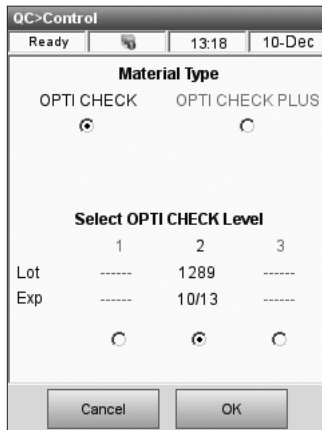 QC>Control
Ready 13:18 10-Dec
Material Type
OPTI CHECK OPTI CHECK PLUS
Select OPTI CHECK Level
1 2 3
Lot ------ 1289 ------
Exp ------ 10/13 ------
Cancel OK